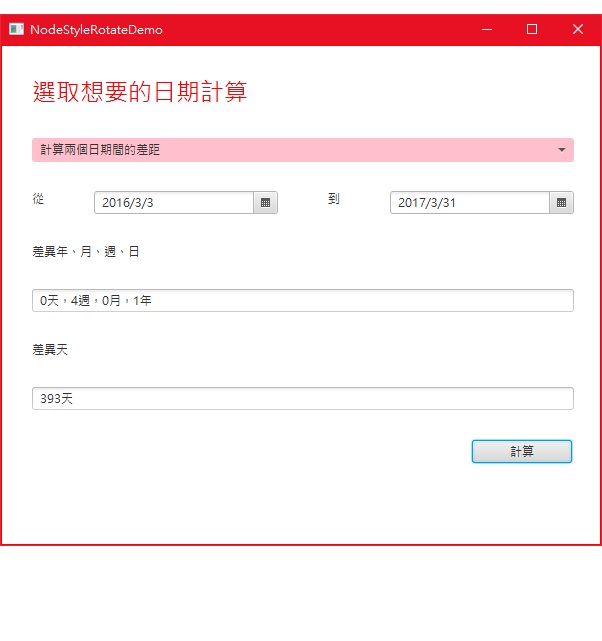 NodeStyleRotateDemo
選取想要的日期計算
計算兩個日期間的差距
從 2016/3/3 到 2017/3/31
差異年、月、週、日
0天，4週，0月，1年
差異天
393天
計算